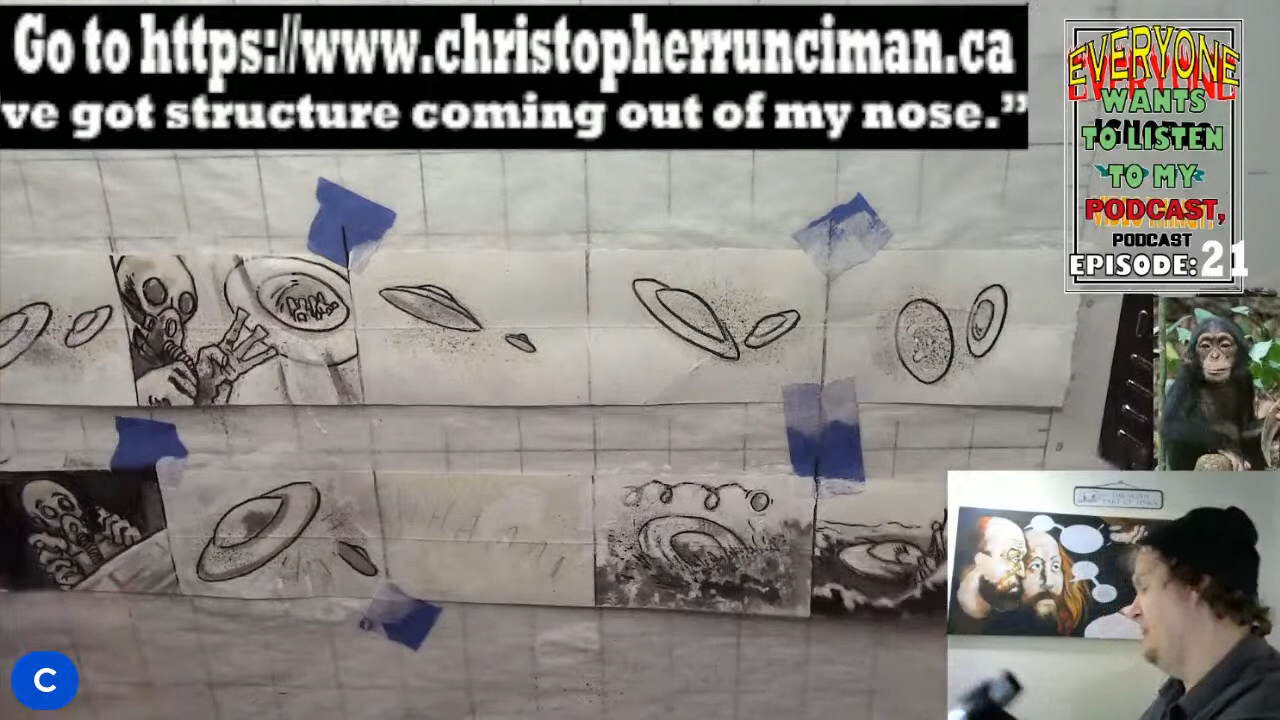 Go to https://www.christopherrunciman.ca
've got structure coming out of my nose.”
EVERYONE
WANTS
TO LISTEN
TO MY
PODCAST,
PODCAST
EPISODE: 21
C